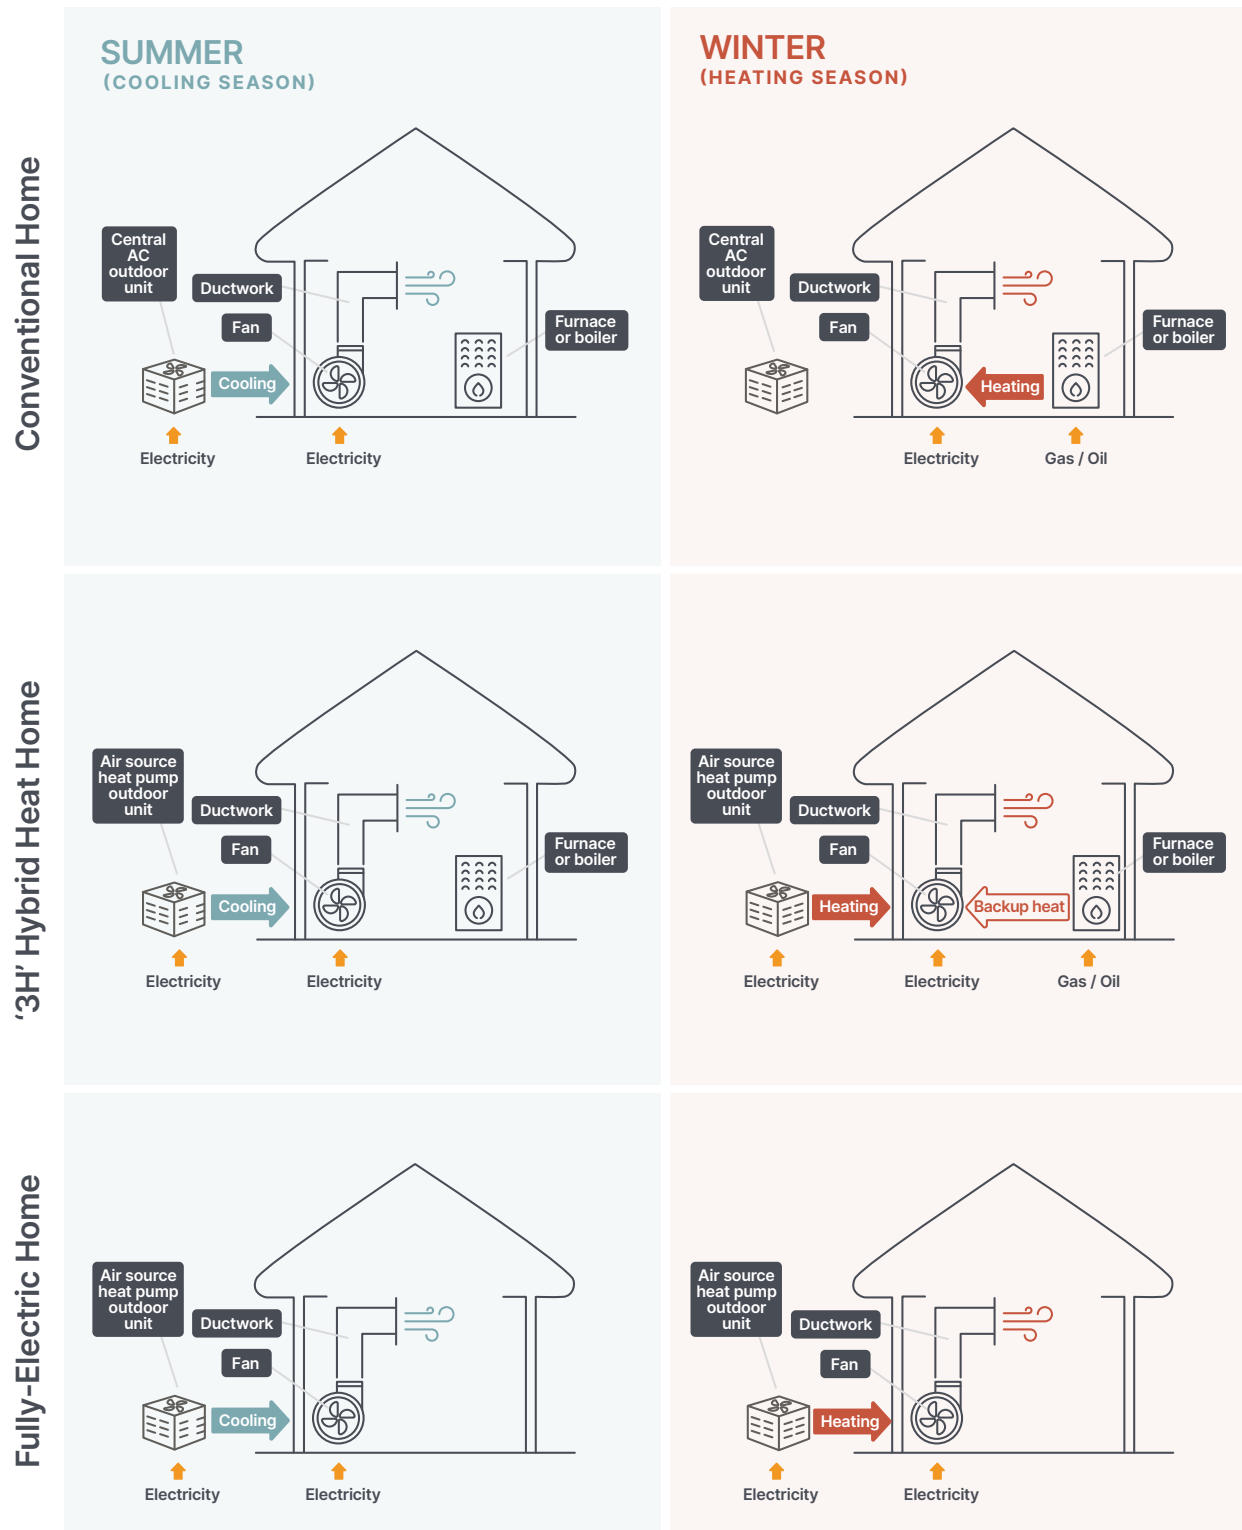 SUMMER
(COOLING SEASON)
WINTER
(HEATING SEASON)
Conventional Home
Central
AC
outdoor
unit
Ductwork
Fan
Furnace
or boiler
Cooling
Electricity
Electricity
Central
AC
outdoor
unit
Ductwork
Fan
Furnace
or boiler
Heating
Electricity
Gas / Oil
‘3H’ Hybrid Heat Home
Air source
heat pump
outdoor
unit
Ductwork
Fan
Furnace
or boiler
Cooling
Electricity
Electricity
Air source
heat pump
outdoor
unit
Ductwork
Fan
Furnace
or boiler
Heating
Backup heat
Electricity
Electricity
Gas / Oil
Fully-Electric Home
Air source
heat pump
outdoor
unit
Ductwork
Fan
Cooling
Electricity
Electricity
Air source
heat pump
outdoor
unit
Ductwork
Fan
Heating
Electricity
Electricity